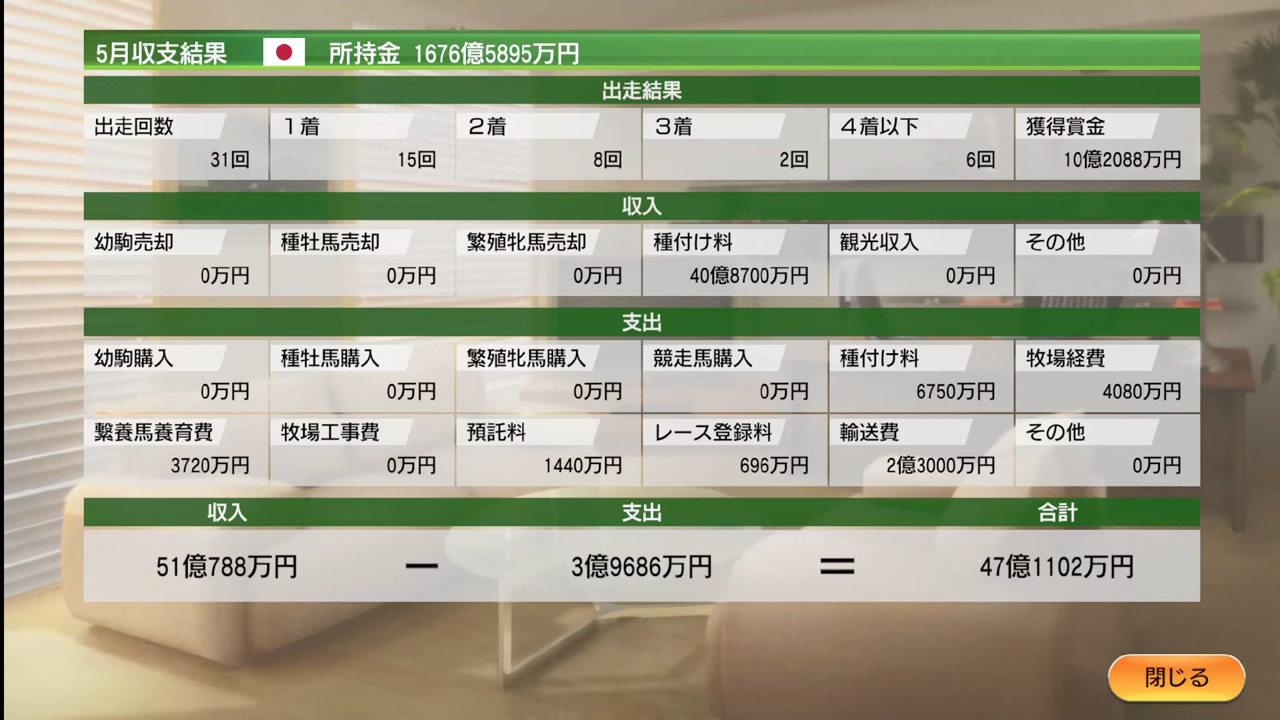 5月収支結果 所持金 1676億5895万円
出走結果
出走回数 1着 2着 3着 4着以下 獲得賞金
31回 15回 8回 2回 6回 10億2088万円
収入
幼駒売却 種牡馬売却 繁殖牝馬売却 種付け料 観光収入 その他
0万円 0万円 0万円 40億8700万円 0万円 0万円
支出
幼駒購入 種牡馬購入 繁殖牝馬購入 競走馬購入 種付け料 牧場経費
0万円 0万円 0万円 0万円 6750万円 4080万円
繋養馬養育費 牧場工事費 預託料 レース登録料 輸送費 その他
3720万円 0万円 1440万円 696万円 2億3000万円 0万円
収入 支出 合計
51億788万円 － 3億9686万円 ＝ 47億1102万円
閉じる